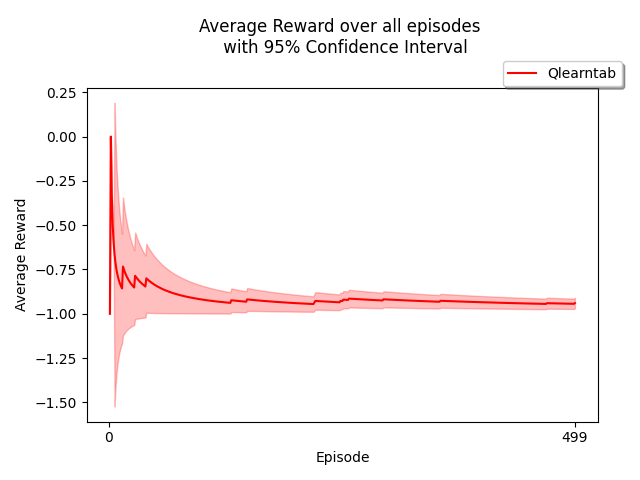 Average Reward over all episodes
with 95% Confidence Interval
Qlearntab
0.25
0.00
−0.25
−0.50
−0.75
−1.00
−1.25
−1.50
Average Reward
0
499
Episode